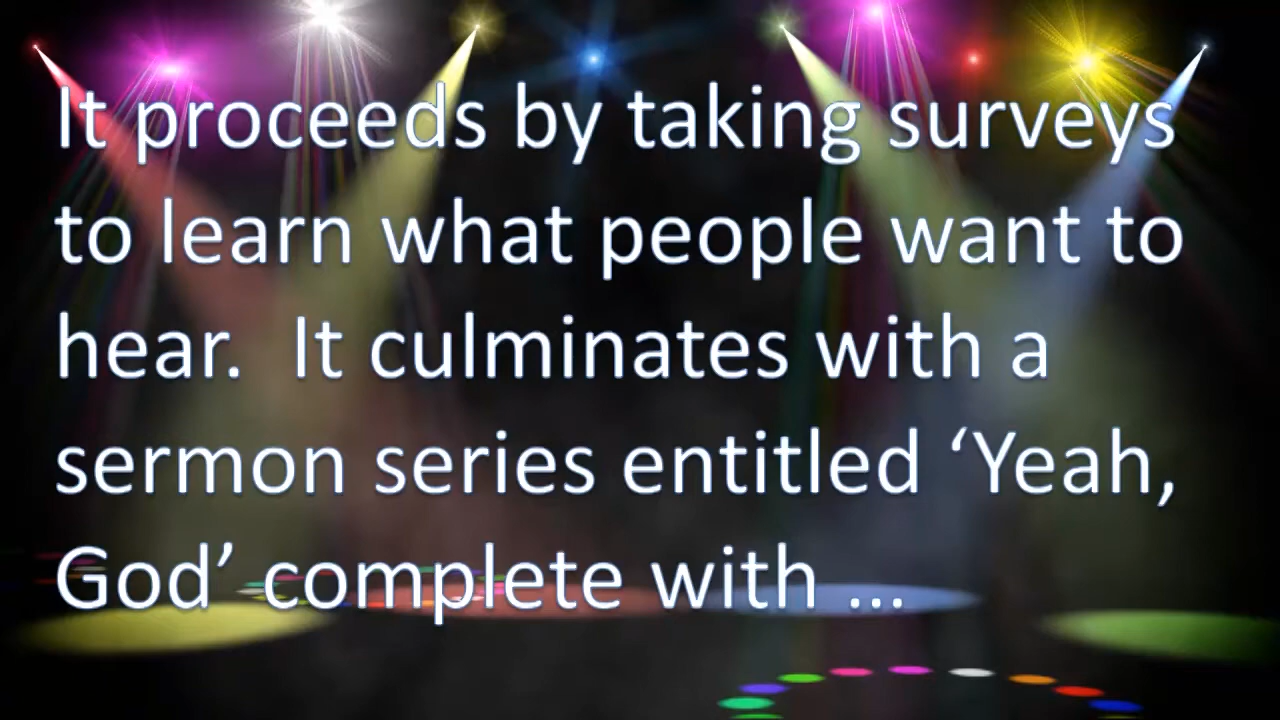 It proceeds by taking surveys
to learn what people want to
hear.  It culminates with a
sermon series entitled ‘Yeah,
God’ complete with ...